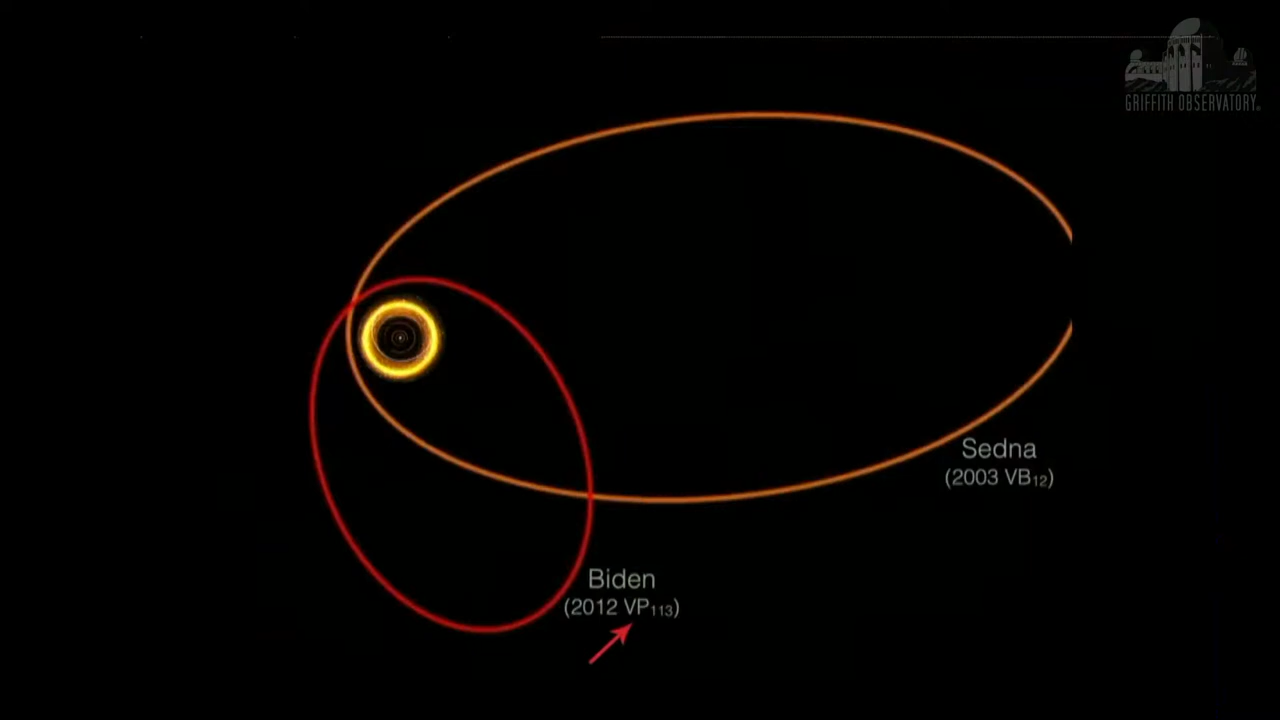 GRIFFITH OBSERVATORY
Sedna
(2003 VB₁₂)
Biden
(2012 VP₁₁₃)